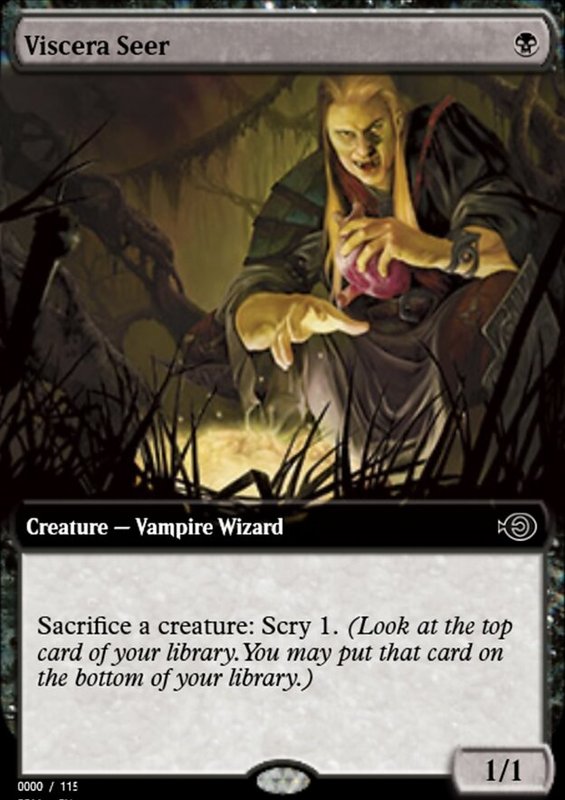 Viscera Seer
Creature — Vampire Wizard
Sacrifice a creature: Scry 1. (Look at the top
card of your library. You may put that card on
the bottom of your library.)
1/1
0000 / 115